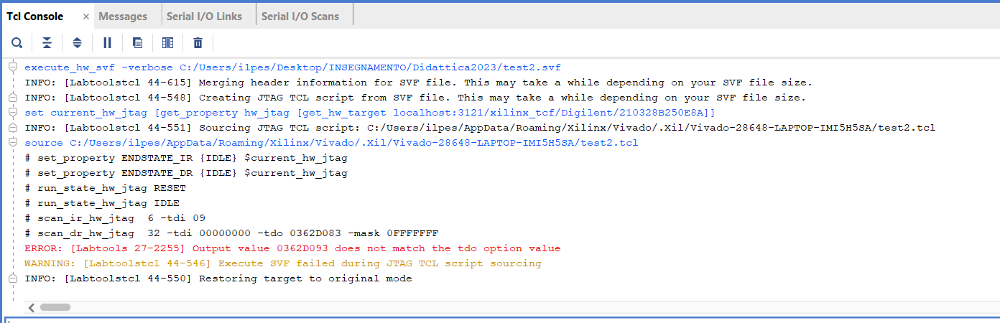 Tcl Console × Messages Serial I/O Links Serial I/O Scans
execute_hw_svf -verbose C:/Users/ilpes/Desktop/INSEGNAMENTO/Didattica2023/test2.svf
INFO: [Labtoolstcl 44-615] Merging header information for SVF file. This may take a while depending on your SVF file size.
INFO: [Labtoolstcl 44-548] Creating JTAG TCL script from SVF file. This may take a while depending on your SVF file size.
set current_hw_jtag [get_property hw_jtag [get_hw_target localhost:3121/xilinx_tcf/Digilent/210328B250E8A]]
INFO: [Labtoolstcl 44-551] Sourcing JTAG TCL script: C:/Users/ilpes/AppData/Roaming/Xilinx/Vivado/.Xil/Vivado-28648-LAPTOP-IMI5H5SA/test2.tcl
source C:/Users/ilpes/AppData/Roaming/Xilinx/Vivado/.Xil/Vivado-28648-LAPTOP-IMI5H5SA/test2.tcl
# set_property ENDSTATE_IR {IDLE} $current_hw_jtag
# set_property ENDSTATE_DR {IDLE} $current_hw_jtag
# run_state_hw_jtag RESET
# run_state_hw_jtag IDLE
# scan_ir_hw_jtag  6 -tdi 09
# scan_dr_hw_jtag  32 -tdi 00000000 -tdo 0362D083 -mask 0FFFFFFF
ERROR: [Labtools 27-2255] Output value 0362D093 does not match the tdo option value
WARNING: [Labtoolstcl 44-546] Execute SVF failed during JTAG TCL script sourcing
INFO: [Labtoolstcl 44-550] Restoring target to original mode